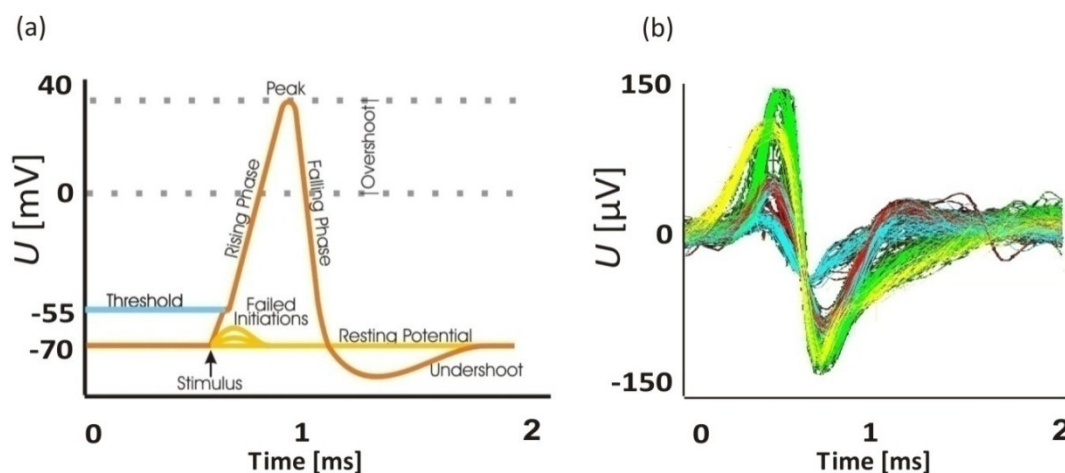 (a)
40
Peak
Overshoot
Rising Phase
Falling Phase
0
U [mV]
Threshold
-55
Failed
Initiations
Resting Potential
-70
Stimulus
Undershoot
0
1
2
Time [ms]
(b)
150
U [µV]
0
-150
0
1
2
Time [ms]